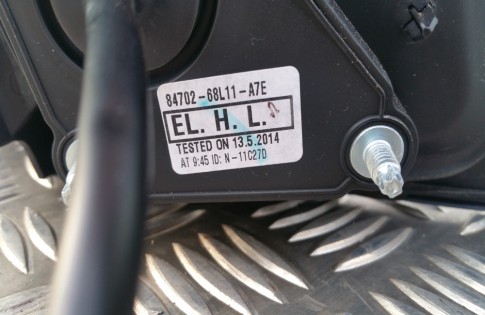 84702-68L11-A7E
EL. H. L.
TESTED ON 13.5.2014
AT 9:45 ID: N-11C27D